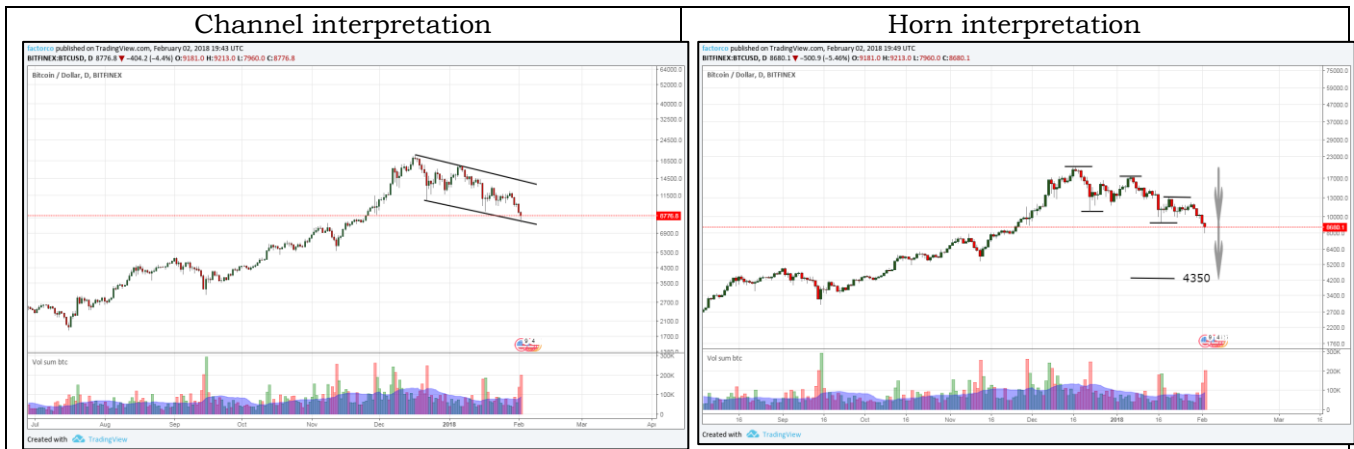 Channel interpretation
factorco published on TradingView.com, February 02, 2018 19:43 UTC
BITFINEX:BTCUSD, D 8776.8 ▼ −404.2 (−4.4%) O:9181.0 H:9213.0 L:7960.0 C:8776.8
Bitcoin / Dollar, D, BITFINEX
64000.0
52000.0
40000.0
32500.0
24500.0
18500.0
14500.0
11500.0
8776.8
6900.0
5300.0
4000.0
3500.0
2700.0
2100.0
1700.0
Vol sum btc
300K
200K
100K
0
Jul Aug Sep Oct Nov Dec 2018 Feb Mar
Created with TradingView
Horn interpretation
factorco published on TradingView.com, February 02, 2018 19:49 UTC
BITFINEX:BTCUSD, D 8680.1 ▼ −500.9 (−5.46%) O:9181.0 H:9213.0 L:7960.0 C:8680.1
Bitcoin / Dollar, D, BITFINEX
75000.0
59000.0
47000.0
37000.0
29000.0
23000.0
17000.0
13000.0
10000.0
8680.1
6400.0
5200.0
4350
4200.0
3400.0
2700.0
2200.0
1760.0
Vol sum btc
300K
200K
100K
0
15 Sep 16 Oct 16 Nov 16 Dec 16 2018 16 Feb Mar
Created with TradingView